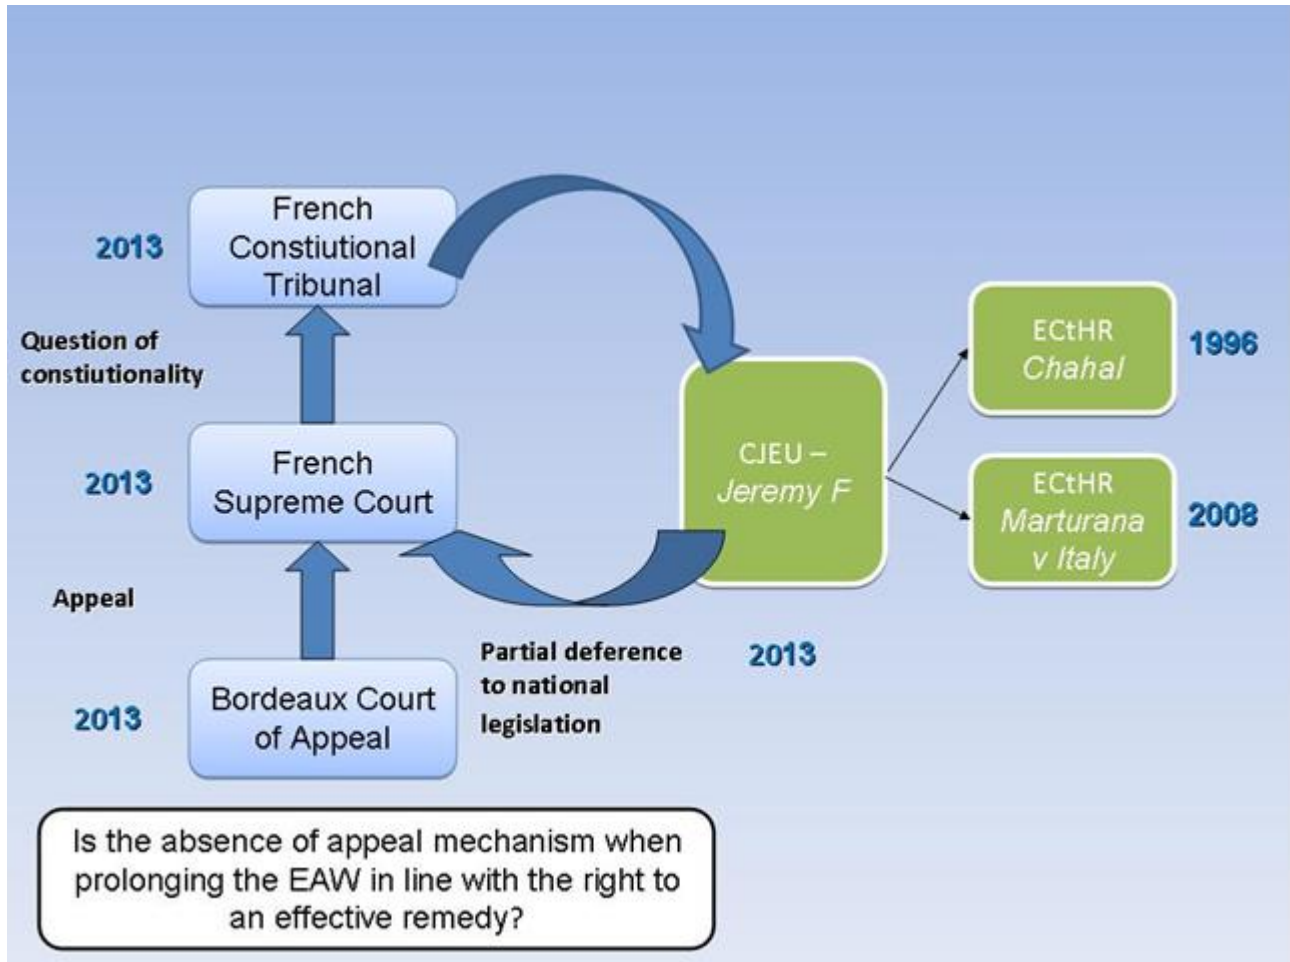 French
Constiutional
Tribunal
2013
Question of
constiutionality
French
Supreme Court
2013
Appeal
Bordeaux Court
of Appeal
2013
CJEU –
Jeremy F
2013
Partial deference
to national
legislation
ECtHR
Chahal
1996
ECtHR
Marturana
v Italy
2008
Is the absence of appeal mechanism when
prolonging the EAW in line with the right to
an effective remedy?